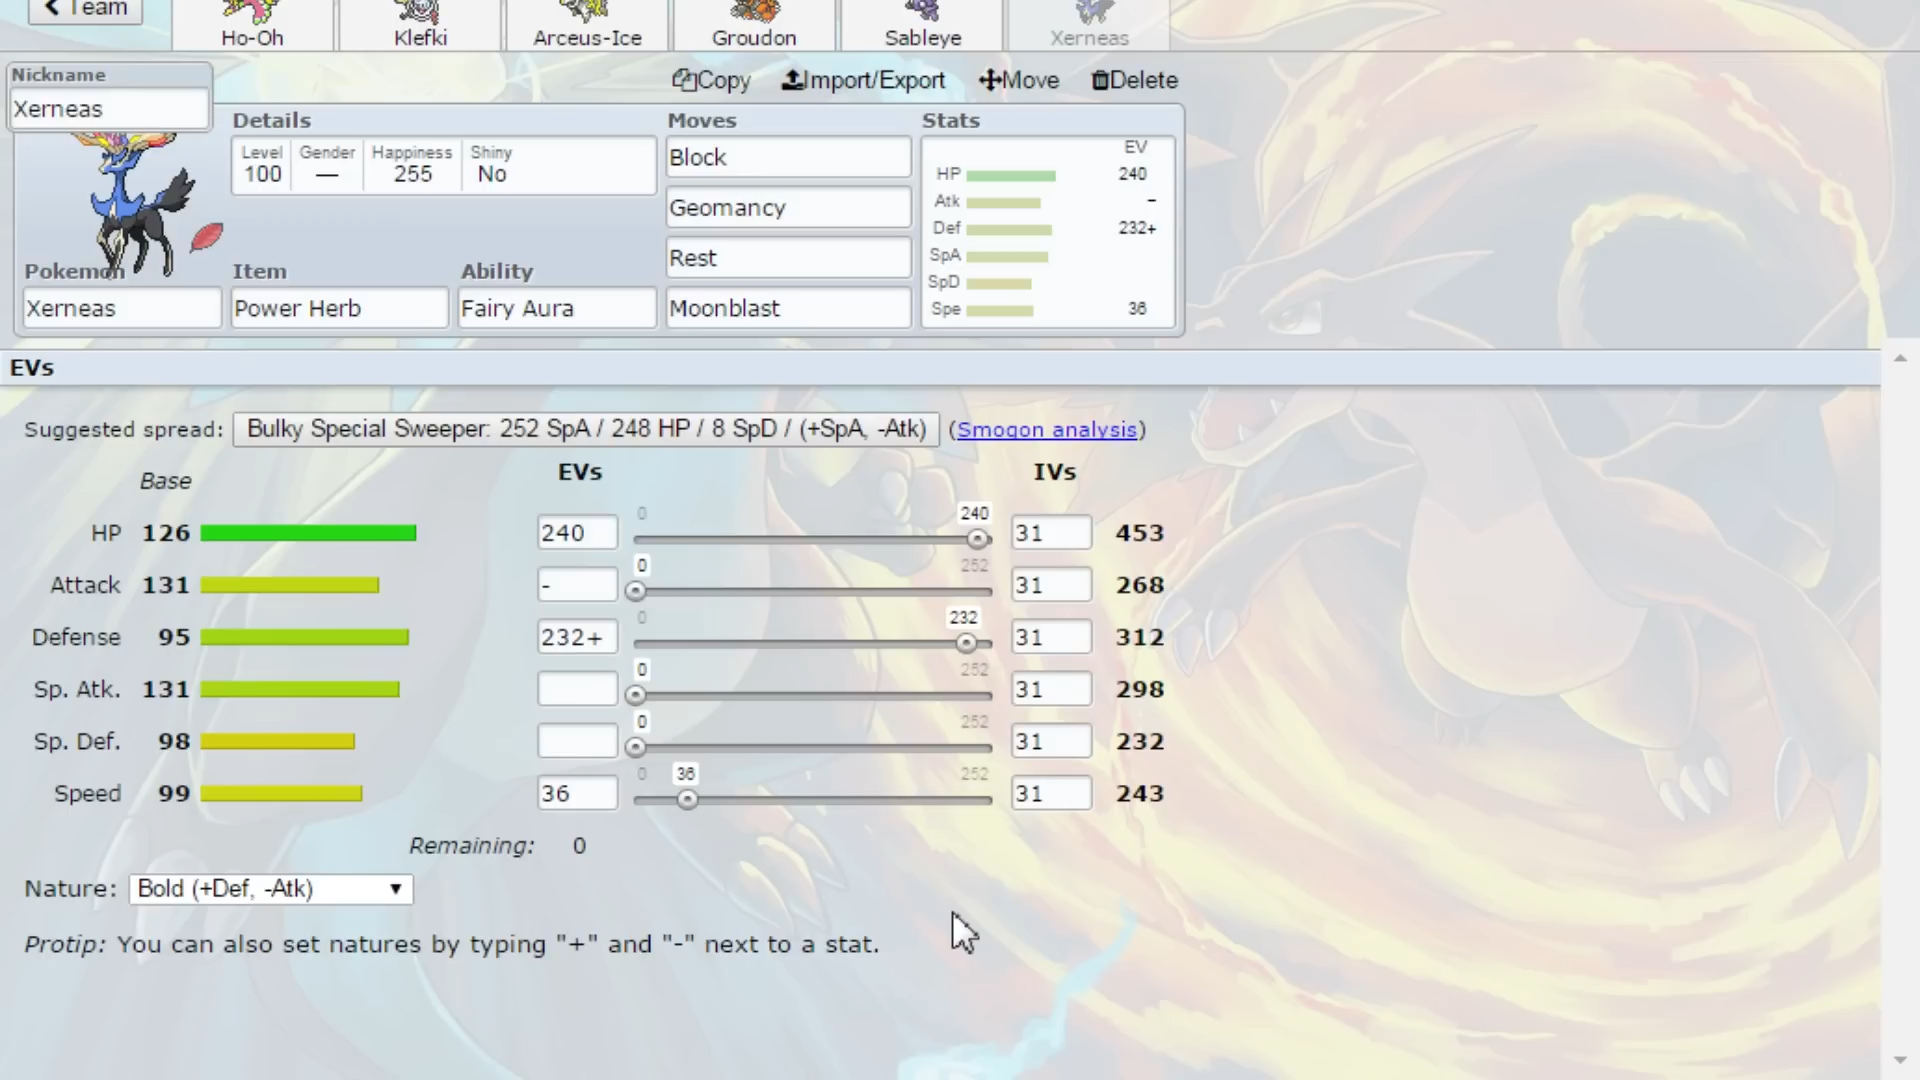 Team
Ho-Oh Klefki Arceus-Ice Groudon Sableye Xerneas
Nickname
Xerneas
Copy Import/Export Move Delete
Details Moves Stats
Level Gender Happiness Shiny
100 — 255 No
Block
Geomancy
Rest
Moonblast
EV
HP 240
Atk -
Def 232+
SpA
SpD
Spe 36
Pokemon Item Ability
Xerneas Power Herb Fairy Aura
EVs
Suggested spread: Bulky Special Sweeper: 252 SpA / 248 HP / 8 SpD / (+SpA, -Atk) (Smogon analysis)
Base EVs IVs
0 240
HP 126 240 31 453
0 252
Attack 131 - 31 268
0 232
Defense 95 232+ 31 312
0 252
Sp. Atk. 131 31 298
0 252
Sp. Def. 98 31 232
0 36 252
Speed 99 36 31 243
Remaining: 0
Nature: Bold (+Def, -Atk)
Protip: You can also set natures by typing "+" and "-" next to a stat.